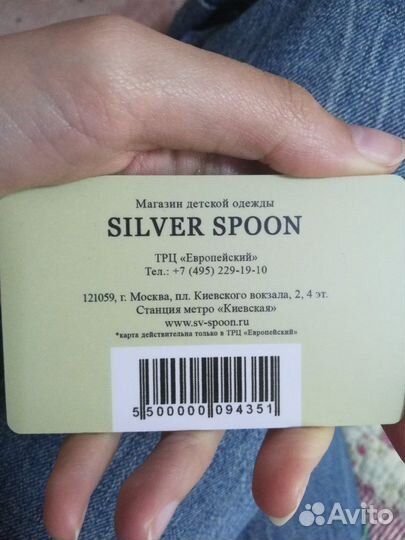 Магазин детской одежды
SILVER SPOON
ТРЦ «Европейский»
Тел.: +7 (495) 229-19-10
121059, г. Москва, пл. Киевского вокзала, 2, 4 эт.
Станция метро «Киевская»
www.sv-spoon.ru
*карта действительна только в ТРЦ «Европейский»
5 500000 094351
Avito